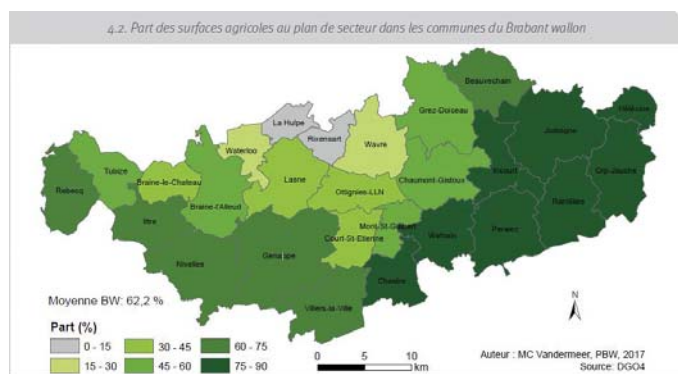 4.2. Part des surfaces agricoles au plan de secteur dans les communes du Brabant wallon
Beauvechain
Hélécine
Grez-Doiceau
La Hulpe
Jodoigne
Rixensart
Wavre
Waterloo
Tubize
Incourt
Orp-Jauche
Rebecq
Braine-le-Chateau
Lasne
Chaumont-Gistoux
Ottignies-LLN
Ramillies
Braine-l'Alleud
Ittre
Mont-St-Guibert
Court-St-Etienne
Walhain
Perwez
Genappe
Nivelles
Chastre
Villers-la-Ville
Moyenne BW: 62,2 %
N
Part (%)
0 - 15
30 - 45
60 - 75
15 - 30
45 - 60
75 - 90
0 5 10
km
Auteur : MC Vandermeer, PBW, 2017
Source: DGO4